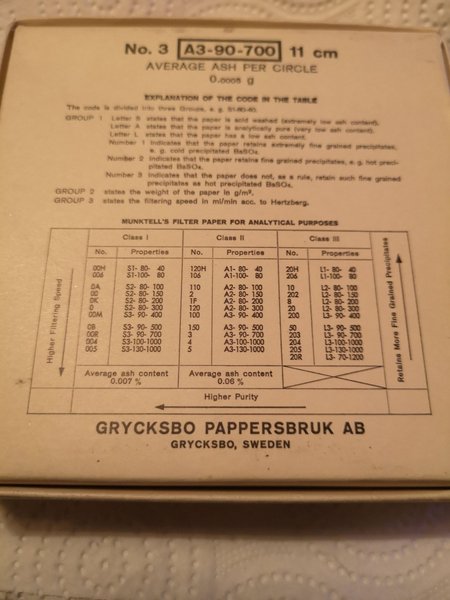 No. 3 A3-90-700 11 cm
AVERAGE ASH PER CIRCLE
0.0005 g
EXPLANATION OF THE CODE IN THE TABLE
The code is divided into three Groups, e. g. S1-80-40.
GROUP 1 Letter S states that the paper is acid washed (extremely low ash content).
Letter A states that the paper is analytically pure (very low ash content).
Letter L states that the paper has a low ash content.
Number 1 indicates that the paper retains extremely fine grained precipitates,
e. g. cold precipitated BaSO₄.
Number 2 indicates that the paper retains fine grained precipitates, e. g. hot preci-
pitated BaSO₄.
Number 3 indicates that the paper does not, as a rule, retain such fine grained
precipitates as hot precipitated BaSO₄.
GROUP 2 states the weight of the paper in g/m².
GROUP 3 states the filtering speed in ml/min acc. to Hertzberg.
MUNKTELL'S FILTER PAPER FOR ANALYTICAL PURPOSES
Class I Class II Class III
No. Properties No. Properties No. Properties
00H S1- 80- 40 120H A1- 80- 40 20H L1- 80- 40
006 S1-100- 80 106 A1-100- 80 206 L1-100- 80
0A S2- 80-100 110 A2- 80-100 10 L2- 80-100
00 S2- 80-150 2 A2- 80-150 202 L2- 80-150
0K S2- 80-200 1F A2- 80-200 8 L2- 80-200
0 S2- 80-300 120 A2- 80-300 20 L2- 80-300
00M S3- 90-400 100 A3- 90-400 200 L3- 90-400
0B S3- 90-500 150 A3- 90-500 50 L3- 90-500
00R S3- 90-700 3 A3- 90-700 203 L3- 90-700
004 S3-100-1000 4 A3-100-1000 204 L3-100-1000
005 S3-130-1000 5 A3-130-1000 205 L3-130-1000
20R L3- 70-1200
Average ash content Average ash content
0.007 % 0.06 %
Higher Filtering Speed
Retains More Fine Grained Precipitates
Higher Purity
GRYCKSBO PAPPERSBRUK AB
GRYCKSBO, SWEDEN